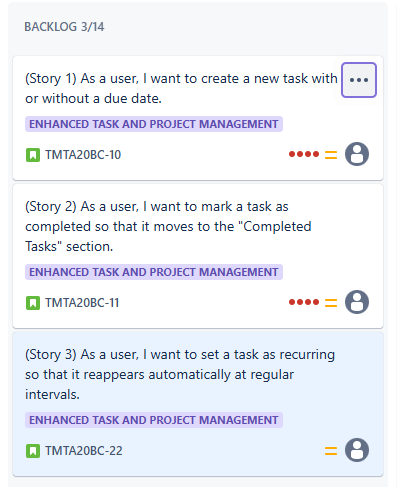 BACKLOG 3/14
(Story 1) As a user, I want to create a new task with
or without a due date.
ENHANCED TASK AND PROJECT MANAGEMENT
TMTA20BC-10
(Story 2) As a user, I want to mark a task as
completed so that it moves to the "Completed
Tasks" section.
ENHANCED TASK AND PROJECT MANAGEMENT
TMTA20BC-11
(Story 3) As a user, I want to set a task as recurring
so that it reappears automatically at regular
intervals.
ENHANCED TASK AND PROJECT MANAGEMENT
TMTA20BC-22